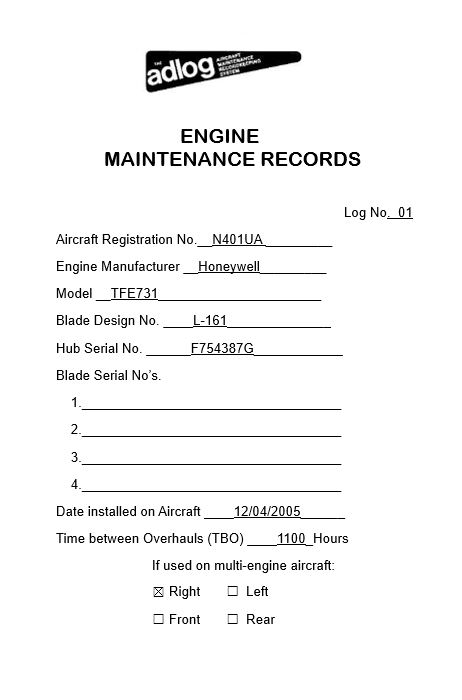 THE adlog AIRCRAFT
MAINTENANCE
RECORDKEEPING
SYSTEM
ENGINE
MAINTENANCE RECORDS
Log No. 01
Aircraft Registration No. N401UA
Engine Manufacturer Honeywell
Model TFE731
Blade Design No. L-161
Hub Serial No. F754387G
Blade Serial No’s.
1.
2.
3.
4.
Date installed on Aircraft 12/04/2005
Time between Overhauls (TBO) 1100 Hours
If used on multi-engine aircraft:
☒ Right ☐ Left
☐ Front ☐ Rear